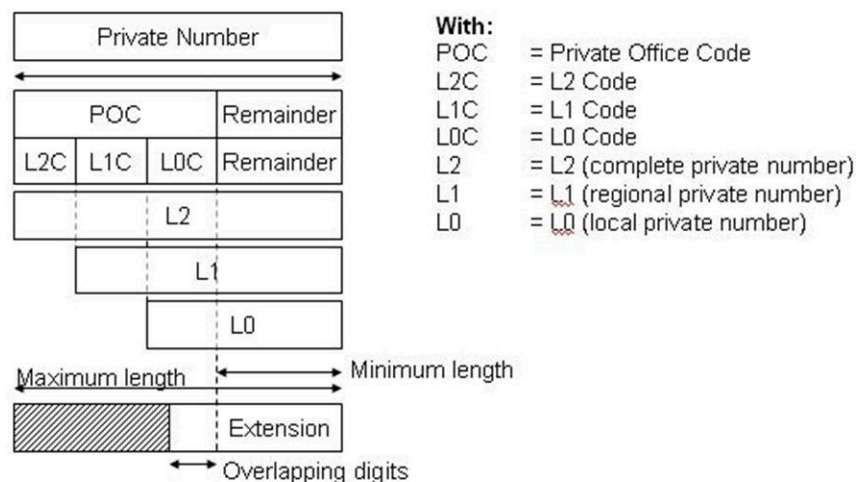 Private Number
POC Remainder
L2C L1C L0C Remainder
L2
L1
L0
Minimum length
Maximum length
Extension
Overlapping digits
With:
POC = Private Office Code
L2C = L2 Code
L1C = L1 Code
L0C = L0 Code
L2 = L2 (complete private number)
L1 = L1 (regional private number)
L0 = L0 (local private number)